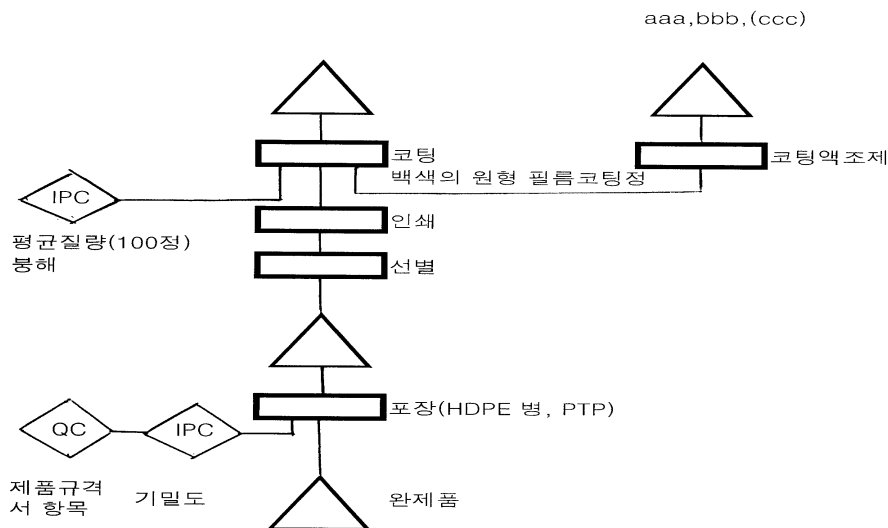 aaa,bbb,(ccc)
코팅
코팅액조제
백색의 원형 필름코팅정
IPC
인쇄
평균질량(100정)
붕해
선별
포장(HDPE 병, PTP)
QC
IPC
제품규격
서 항목
기밀도
완제품